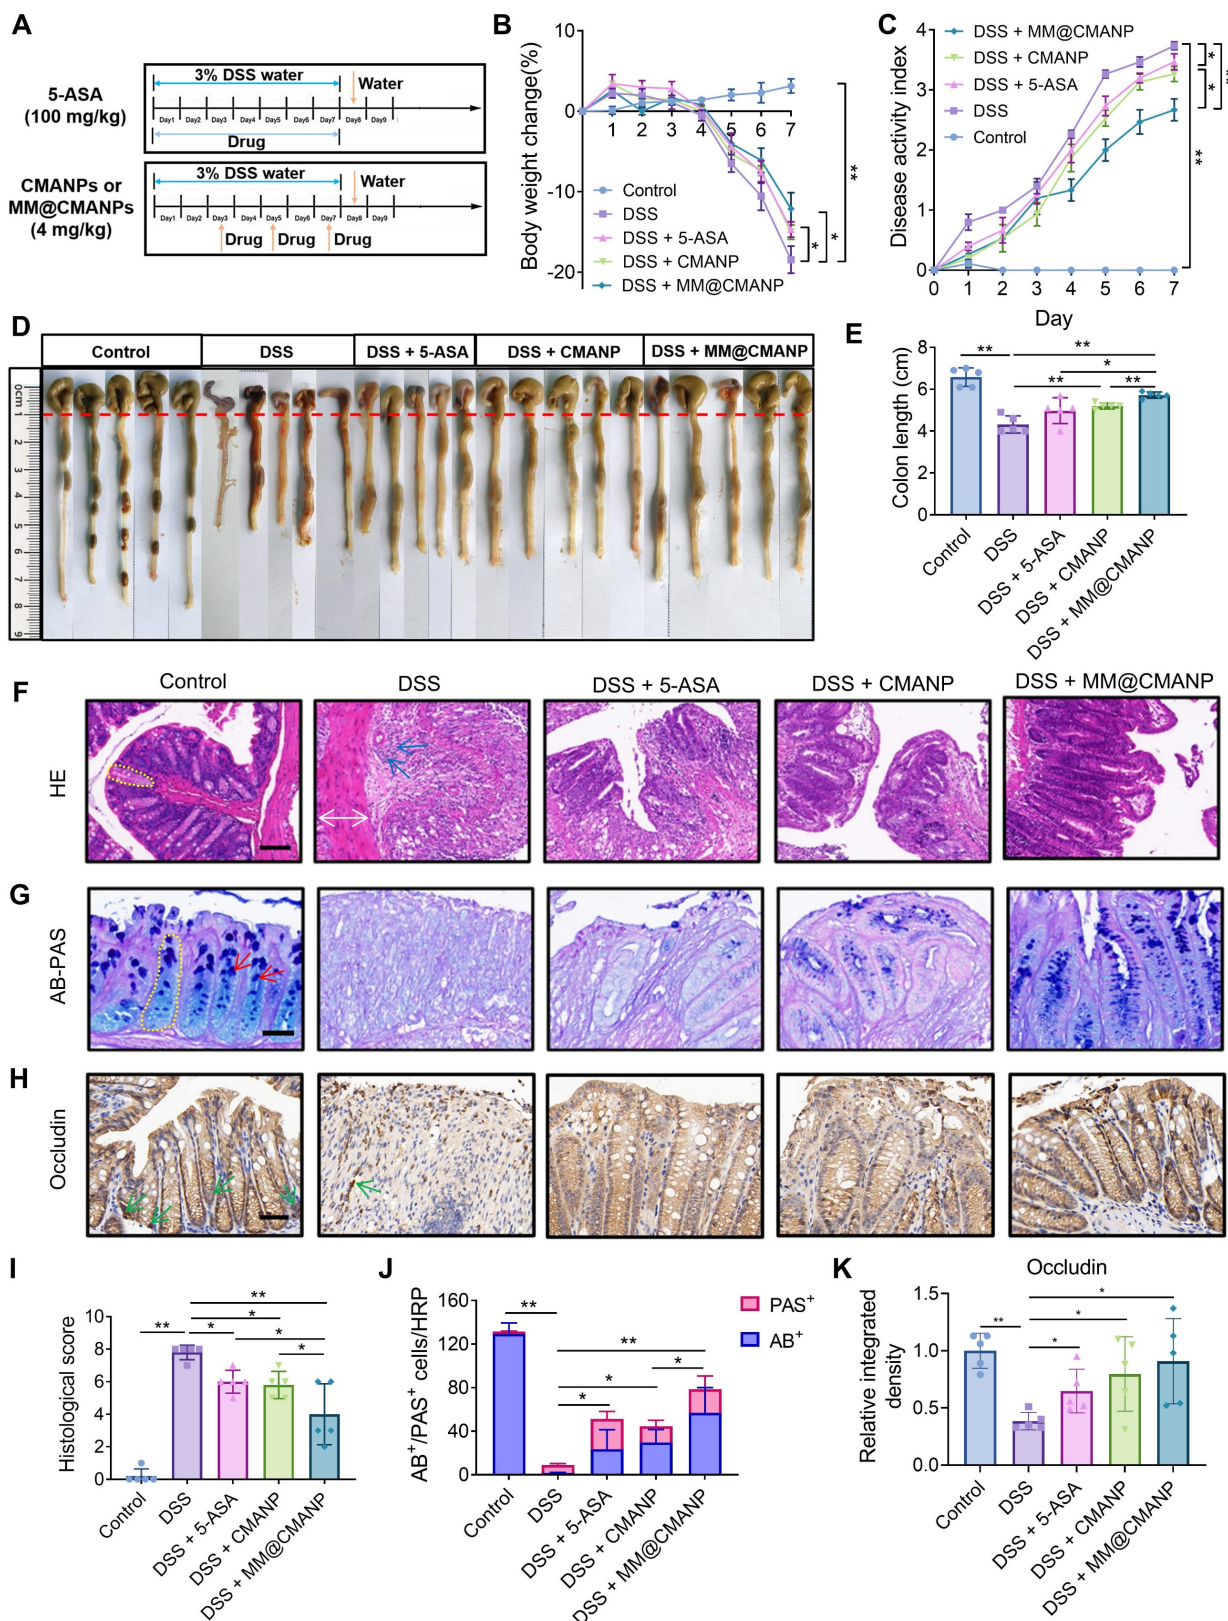 A
5-ASA
(100 mg/kg)
3% DSS water
Water
Day1 Day2 Day3 Day4 Day5 Day6 Day7 Day8 Day9
Drug
CMANPs or
MM@CMANPs
(4 mg/kg)
3% DSS water
Water
Day1 Day2 Day3 Day4 Day5 Day6 Day7 Day8 Day9
Drug Drug Drug
B
Body weight change(%)
10
0
-10
-20
1 2 3 4 5 6 7
Control
DSS
DSS + 5-ASA
DSS + CMANP
DSS + MM@CMANP
* * **
C
Disease activity index
4
3
2
1
0
0 1 2 3 4 5 6 7
Day
DSS + MM@CMANP
DSS + CMANP
DSS + 5-ASA
DSS
Control
* * **
D
Control DSS DSS + 5-ASA DSS + CMANP DSS + MM@CMANP
0cm
1
2
3
4
5
6
7
8
9
E
Colon length (cm)
8
6
4
2
0
** **
*
** **
Control DSS DSS + 5-ASA DSS + CMANP DSS + MM@CMANP
F
Control DSS DSS + 5-ASA DSS + CMANP DSS + MM@CMANP
HE
G
AB-PAS
H
Occludin
I
Histological score
10
8
6
4
2
0
**
*
** * *
*
Control DSS DSS + 5-ASA DSS + CMANP DSS + MM@CMANP
J
AB+/PAS+ cells/HRP
160
120
80
40
0
PAS+
AB+
**
**
*
*
*
Control DSS DSS + 5-ASA DSS + CMANP DSS + MM@CMANP
K
Occludin
Relative integrated
density
1.5
1.0
0.5
0.0
*
** *
*
Control DSS DSS + 5-ASA DSS + CMANP DSS + MM@CMANP